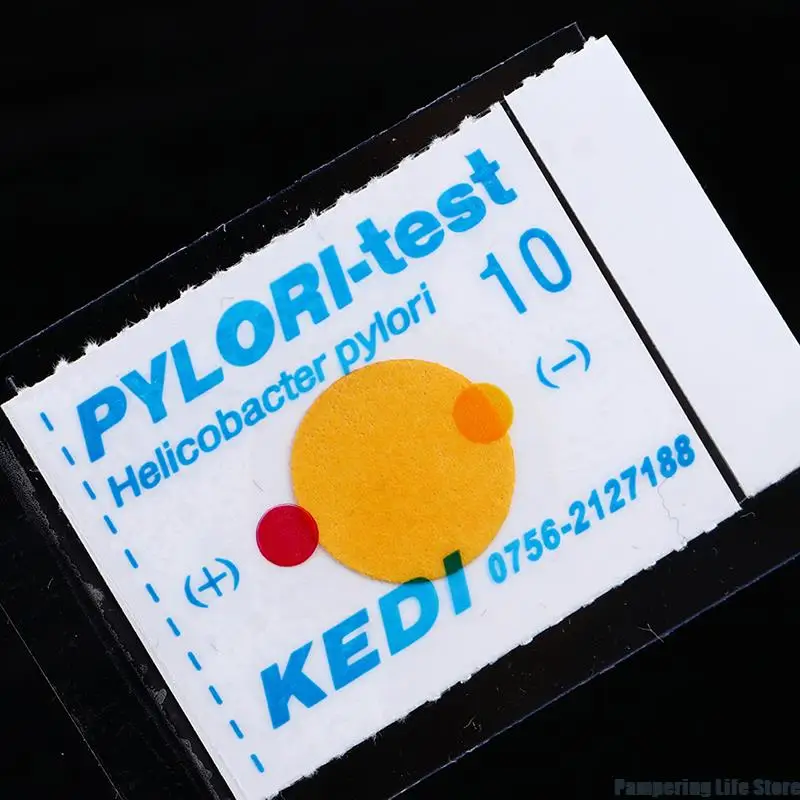 PYLORI-test
Helicobacter pylori
10
(-)
(+)
KEDI 0756-2127188
Pampering Life Store